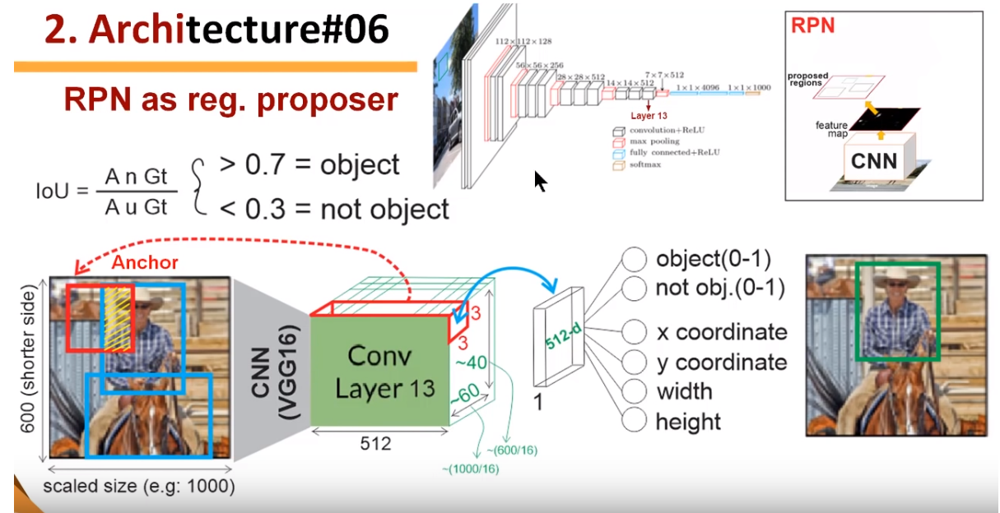 2. Architecture#06
RPN as reg. proposer
112×112×128
56×56×256
28×28×512
14×14×512
7×7×512
1×1×4096 1×1×1000
Layer 13
convolution+ReLU
max pooling
fully connected+ReLU
softmax
RPN
proposed
regions
feature
map
CNN
IoU = A n Gt
A u Gt
> 0.7 = object
< 0.3 = not object
Anchor
600 (shorter side)
scaled size (e.g: 1000)
CNN
(VGG16)
Conv
Layer 13
512
3
3
~40
~60
~(600/16)
~(1000/16)
512-d
1
object(0-1)
not obj.(0-1)
x coordinate
y coordinate
width
height